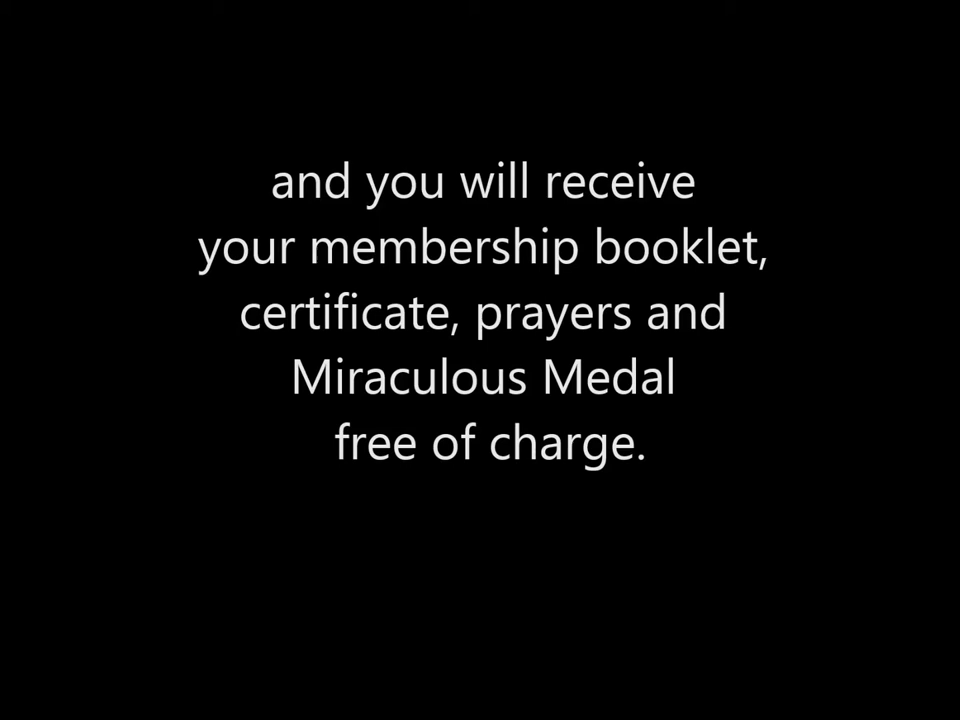 and you will receive
your membership booklet,
certificate, prayers and
Miraculous Medal
free of charge.